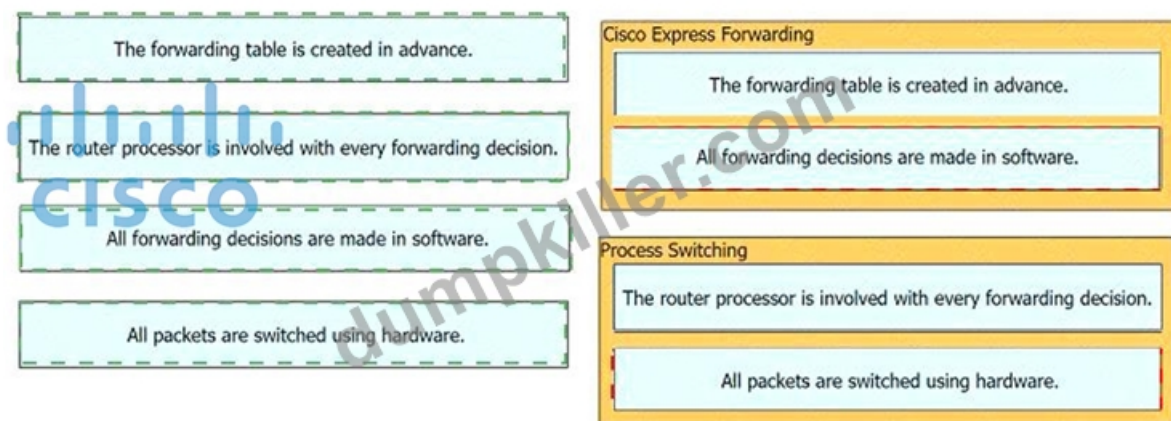 The forwarding table is created in advance.
The router processor is involved with every forwarding decision.
CISCO
All forwarding decisions are made in software.
All packets are switched using hardware.
Cisco Express Forwarding
The forwarding table is created in advance.
All forwarding decisions are made in software.
Process Switching
The router processor is involved with every forwarding decision.
All packets are switched using hardware.
dumpkiller.com